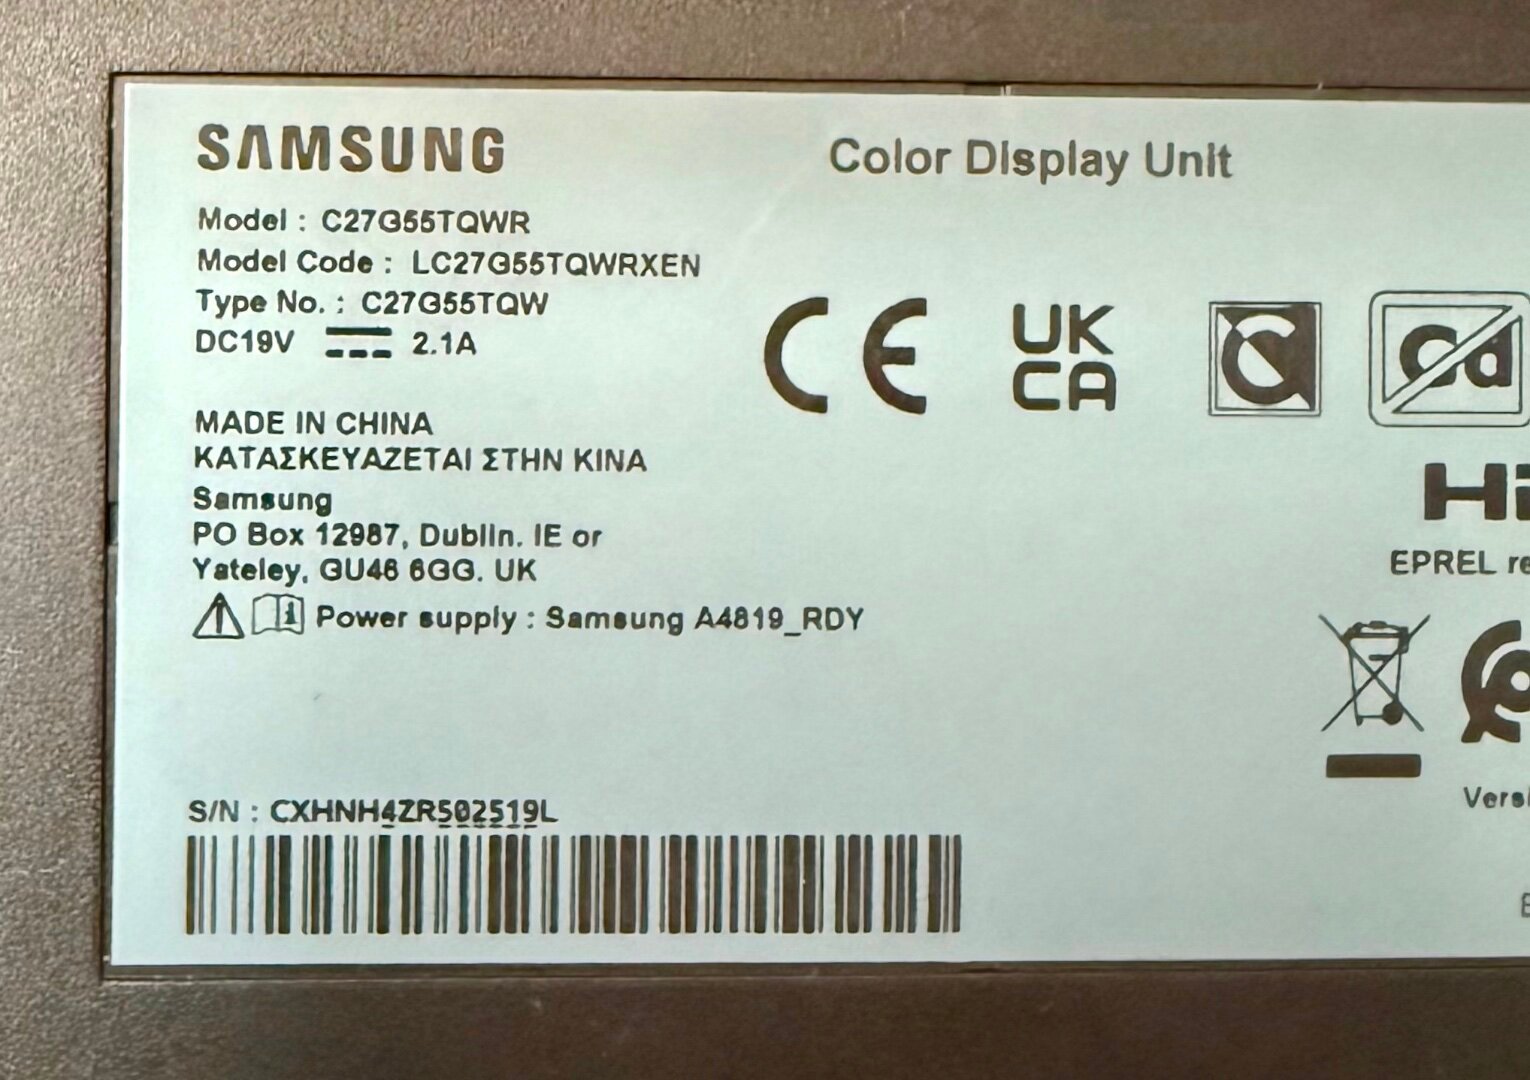 SAMSUNG
Color Display Unit
Model : C27G55TQWR
Model Code : LC27G55TQWRXEN
Type No. : C27G55TQW
DC19V 2.1A
CE
UK
CA
Cd
MADE IN CHINA
ΚΑΤΑΣΚΕΥΑΖΕΤΑΙ ΣΤΗΝ ΚΙΝΑ
Samsung
PO Box 12987, Dublin. IE or
Yateley, GU46 6GG. UK
Power supply : Samsung A4819_RDY
EPREL
S/N : CXHNH4ZR502519L